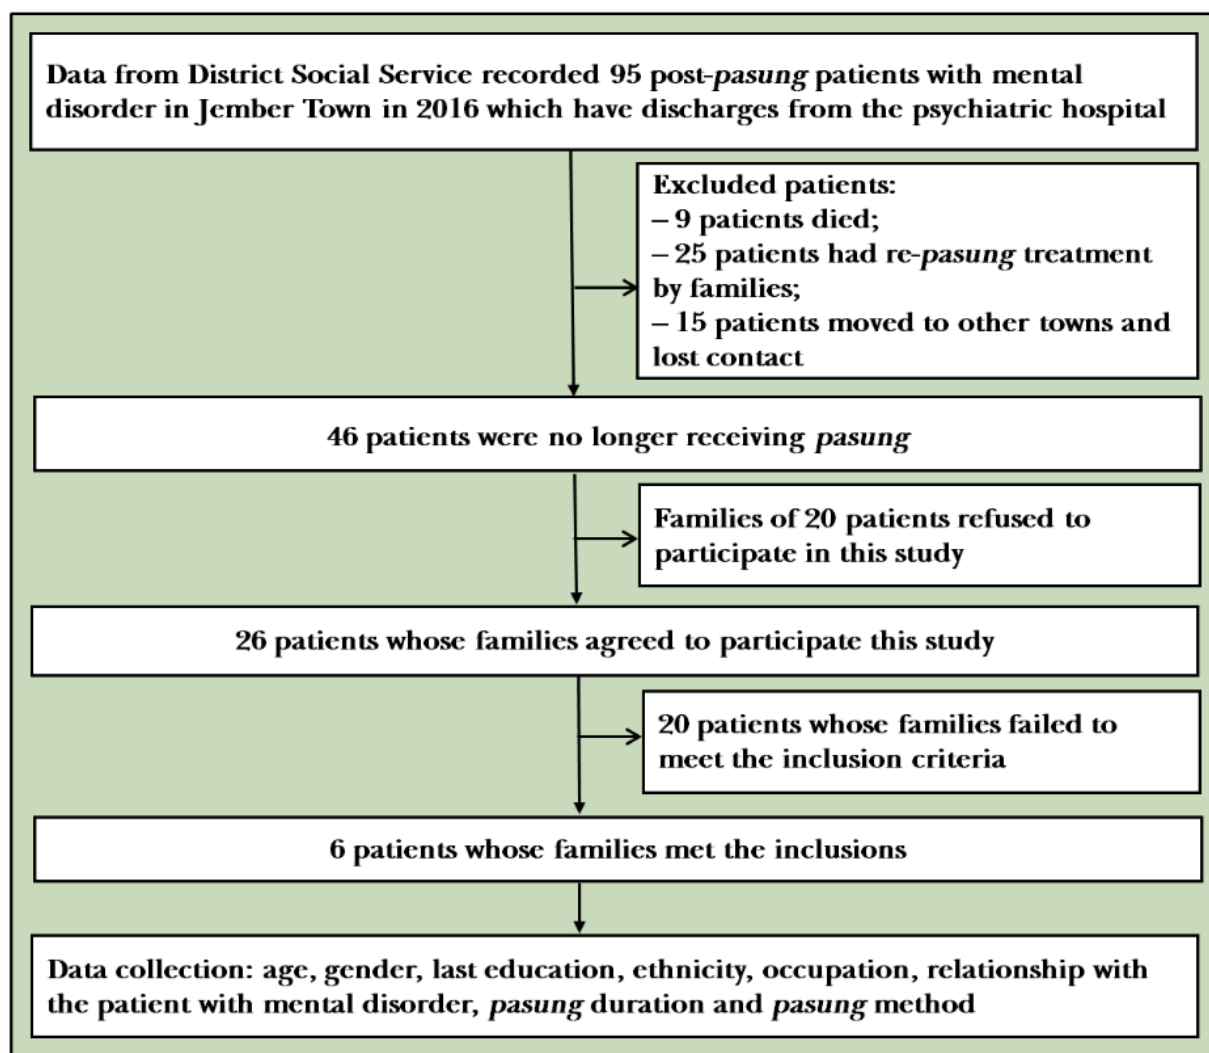 Data from District Social Service recorded 95 post-pasung patients with mental
disorder in Jember Town in 2016 which have discharges from the psychiatric hospital
Excluded patients:
– 9 patients died;
– 25 patients had re-pasung treatment
by families;
– 15 patients moved to other towns and
lost contact
46 patients were no longer receiving pasung
Families of 20 patients refused to
participate in this study
26 patients whose families agreed to participate this study
20 patients whose families failed to
meet the inclusion criteria
6 patients whose families met the inclusions
Data collection: age, gender, last education, ethnicity, occupation, relationship with
the patient with mental disorder, pasung duration and pasung method